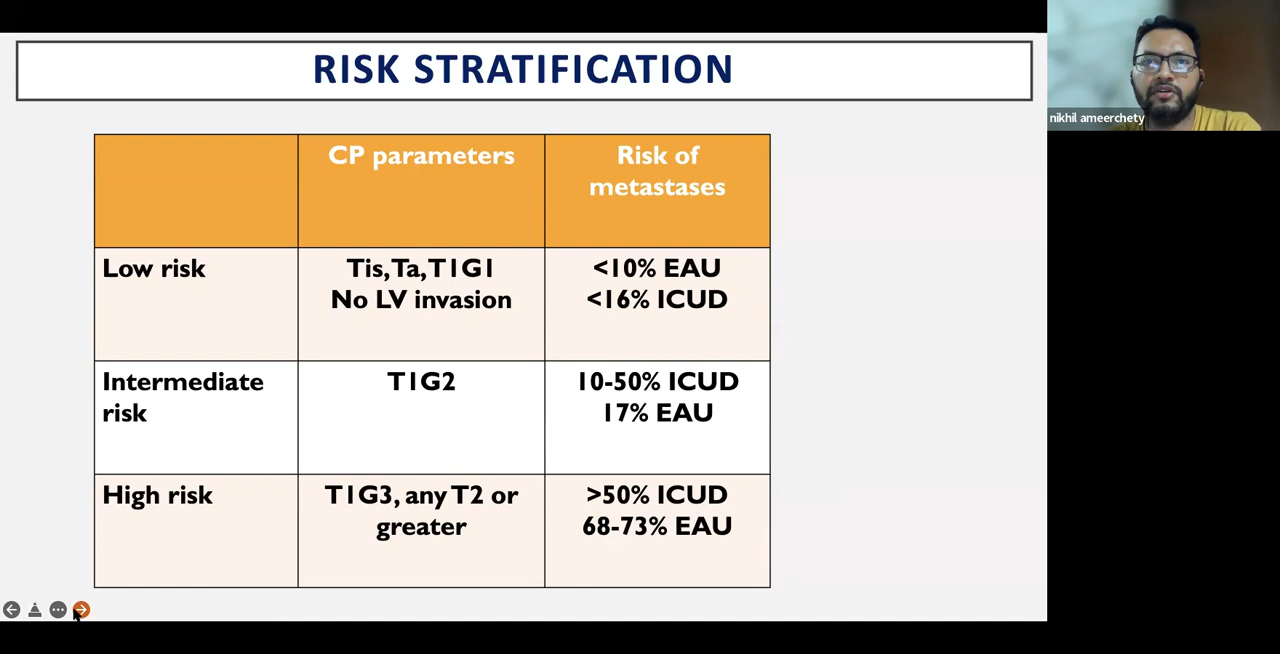 RISK STRATIFICATION
nikhil ameerchety
CP parameters
Risk of
metastases
Low risk
Tis,Ta,T1G1
No LV invasion
<10% EAU
<16% ICUD
Intermediate
risk
T1G2
10-50% ICUD
17% EAU
High risk
T1G3, any T2 or
greater
>50% ICUD
68-73% EAU